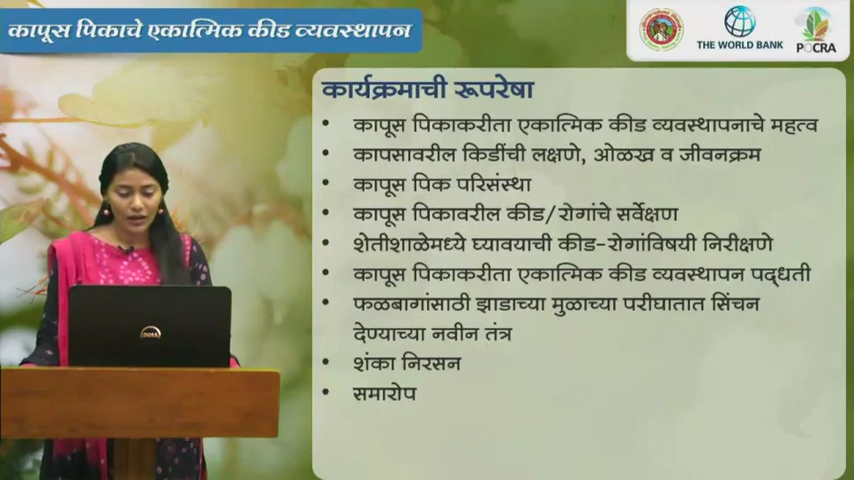 कापूस पिकाचे एकात्मिक कीड व्यवस्थापन
THE WORLD BANK
POCRA
कार्यक्रमाची रूपरेषा
• कापूस पिकाकरीता एकात्मिक कीड व्यवस्थापनाचे महत्व
• कापसावरील किडींची लक्षणे, ओळख व जीवनक्रम
• कापूस पिक परिसंस्था
• कापूस पिकावरील कीड/रोगांचे सर्वेक्षण
• शेतीशाळेमध्ये घ्यावयाची कीड-रोगांविषयी निरीक्षणे
• कापूस पिकाकरीता एकात्मिक कीड व्यवस्थापन पद्धती
• फळबागांसाठी झाडाच्या मुळाच्या परीघातात सिंचन
देण्याच्या नवीन तंत्र
• शंका निरसन
• समारोप
DELL